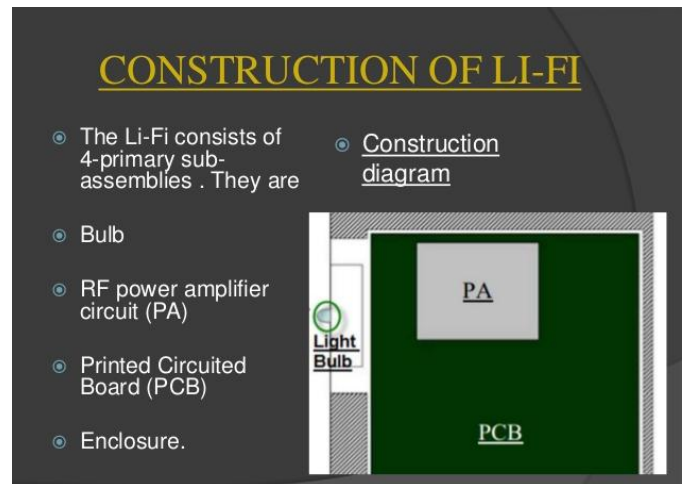 CONSTRUCTION OF LI-FI
The Li-Fi consists of
4-primary sub-
assemblies . They are
Bulb
RF power amplifier
circuit (PA)
Printed Circuited
Board (PCB)
Enclosure.
Construction
diagram
PA
Light
Bulb
PCB